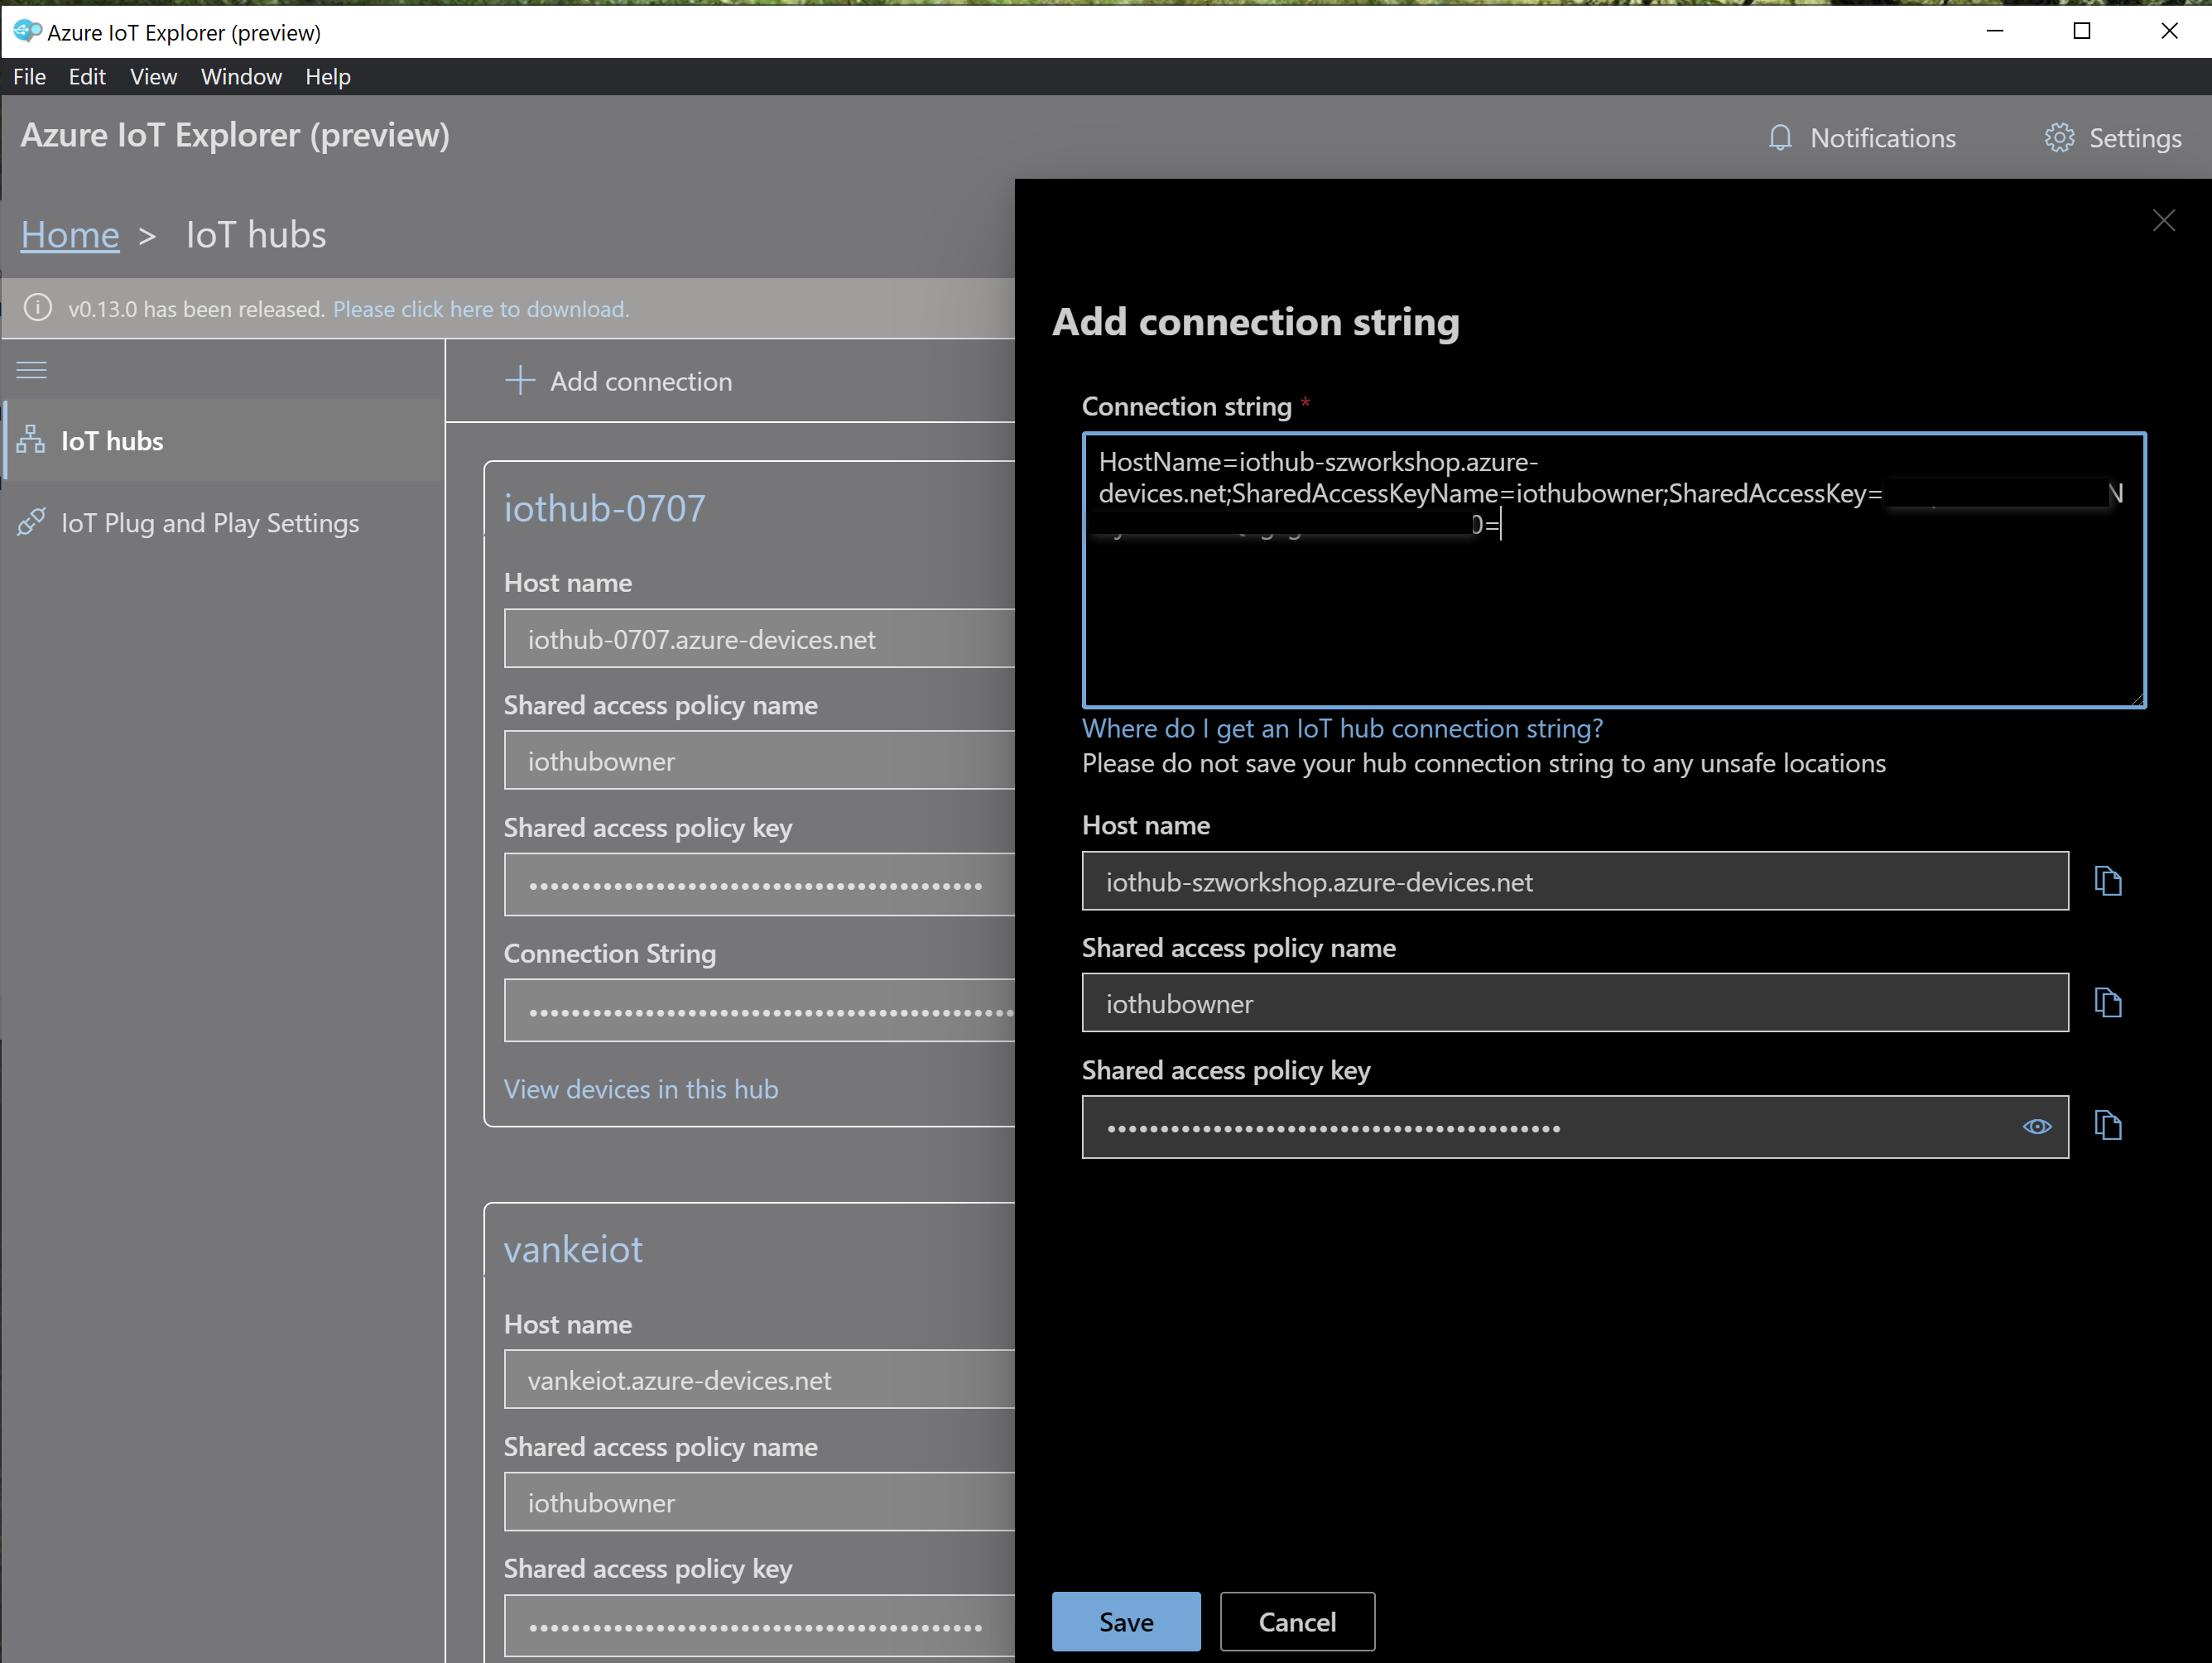 Azure IoT Explorer (preview)
File Edit View Window Help
Azure IoT Explorer (preview)
Notifications
Settings
Home > IoT hubs
v0.13.0 has been released. Please click here to download.
IoT hubs
IoT Plug and Play Settings
Add connection
iothub-0707
Host name
iothub-0707.azure-devices.net
Shared access policy name
iothubowner
Shared access policy key
••••••••••••••••••••••••••••••••••••••••••••
Connection String
••••••••••••••••••••••••••••••••••••••••••••••
View devices in this hub
vankeiot
Host name
vankeiot.azure-devices.net
Shared access policy name
iothubowner
Shared access policy key
••••••••••••••••••••••••••••••••••••••••••••
Add connection string
Connection string *
HostName=iothub-szworkshop.azure-
devices.net;SharedAccessKeyName=iothubowner;SharedAccessKey= N
0=
Where do I get an IoT hub connection string?
Please do not save your hub connection string to any unsafe locations
Host name
iothub-szworkshop.azure-devices.net
Shared access policy name
iothubowner
Shared access policy key
••••••••••••••••••••••••••••••••••••••••••••
Save
Cancel